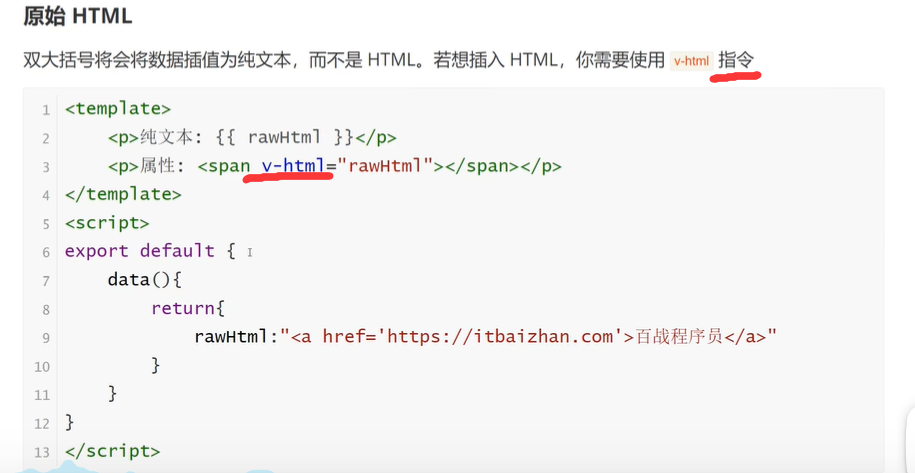 原始 HTML
双大括号将会将数据插值为纯文本，而不是 HTML。若想插入 HTML，你需要使用 v-html 指令
1 <template>
2 <p>纯文本: {{ rawHtml }}</p>
3 <p>属性: <span v-html="rawHtml"></span></p>
4 </template>
5 <script>
6 export default {
7 data(){
8 return{
9 rawHtml:"<a href='https://itbaizhan.com'>百战程序员</a>"
10 }
11 }
12 }
13 </script>